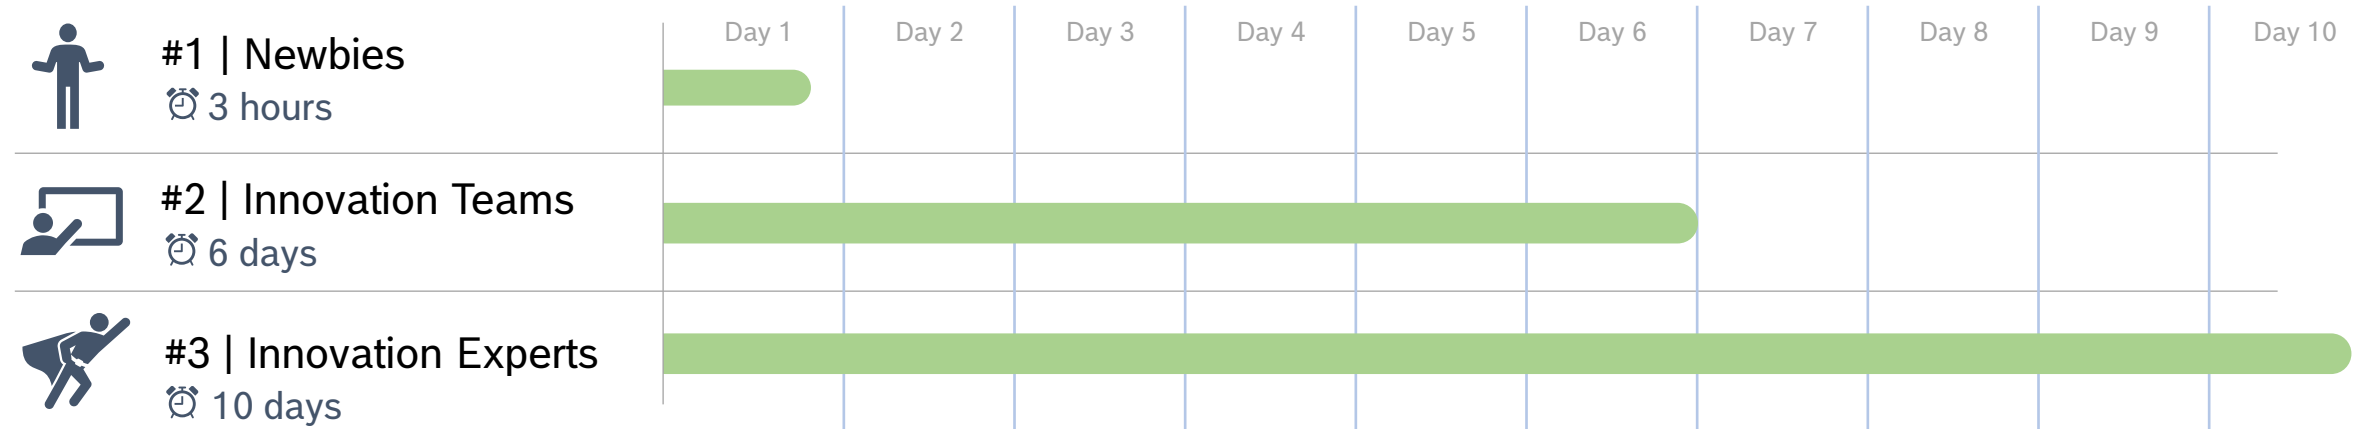 Day 1 Day 2 Day 3 Day 4 Day 5 Day 6 Day 7 Day 8 Day 9 Day 10
#1 | Newbies
3 hours
#2 | Innovation Teams
6 days
#3 | Innovation Experts
10 days